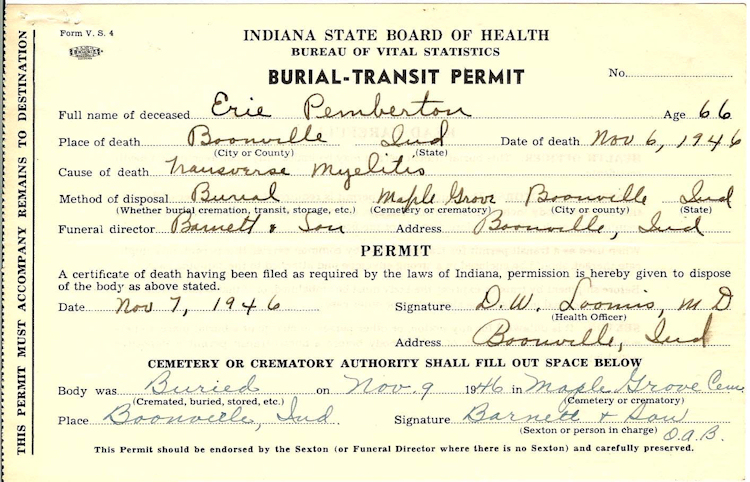 Form V. S. 4
INDIANA STATE BOARD OF HEALTH
BUREAU OF VITAL STATISTICS
BURIAL-TRANSIT PERMIT
No.
Full name of deceased Erie Pemberton Age 66
Place of death Boonville Ind Date of death Nov 6, 1946
(City or County) (State)
Cause of death Transverse Myelitis
Method of disposal Burial Maple Grove Boonville Ind
(Whether burial cremation, transit, storage, etc.) (Cemetery or crematory) (City or county) (State)
Funeral director Barnett & Son Address Boonville, Ind
PERMIT
A certificate of death having been filed as required by the laws of Indiana, permission is hereby given to dispose
of the body as above stated.
Date Nov 7, 1946 Signature D. W. Loomis, M D
(Health Officer)
Address Boonville, Ind
CEMETERY OR CREMATORY AUTHORITY SHALL FILL OUT SPACE BELOW
Body was Buried on Nov. 9 1946 in Maple Grove Cem
(Cremated, buried, stored, etc.) (Cemetery or crematory)
Place Boonville, Ind. Signature Barnett & Son
(Sexton or person in charge) O.A.B.
This Permit should be endorsed by the Sexton (or Funeral Director where there is no Sexton) and carefully preserved.
THIS PERMIT MUST ACCOMPANY REMAINS TO DESTINATION